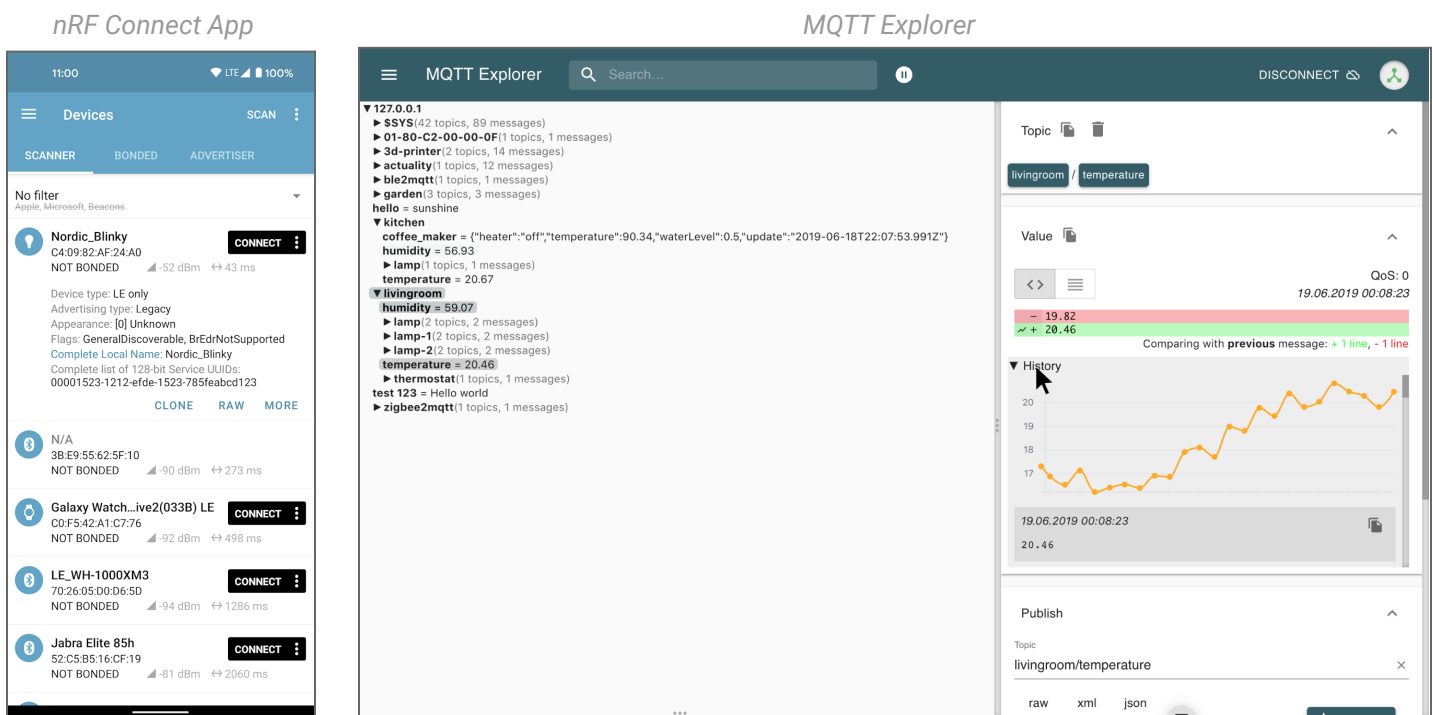 nRF Connect App
11:00 LTE 100%
Devices SCAN
SCANNER BONDED ADVERTISER
No filter
Apple, Microsoft, Beacons
Nordic_Blinky CONNECT
C4:09:82:AF:24:A0
NOT BONDED -52 dBm 43 ms
Device type: LE only
Advertising type: Legacy
Appearance: [0] Unknown
Flags: GeneralDiscoverable, BrEdrNotSupported
Complete Local Name: Nordic_Blinky
Complete list of 128-bit Service UUIDs:
00001523-1212-efde-1523-785feabcd123
CLONE RAW MORE
N/A
3B:E9:55:62:5F:10
NOT BONDED -90 dBm 273 ms
Galaxy Watch...ive2(033B) LE CONNECT
C0:F5:42:A1:C7:76
NOT BONDED -92 dBm 498 ms
LE_WH-1000XM3 CONNECT
70:26:05:D0:D6:5D
NOT BONDED -94 dBm 1286 ms
Jabra Elite 85h CONNECT
52:C5:B5:16:CF:19
NOT BONDED -81 dBm 2060 ms
MQTT Explorer
MQTT Explorer Search... DISCONNECT
127.0.0.1
$SYS(42 topics, 89 messages)
01-80-C2-00-00-0F(1 topics, 1 messages)
3d-printer(2 topics, 14 messages)
actuality(1 topics, 12 messages)
ble2mqtt(1 topics, 1 messages)
garden(3 topics, 3 messages)
hello = sunshine
kitchen
coffee_maker = {"heater":"off","temperature":90.34,"waterLevel":0.5,"update":"2019-06-18T22:07:53.991Z"}
humidity = 56.93
lamp(1 topics, 1 messages)
temperature = 20.67
livingroom
humidity = 59.07
lamp(2 topics, 2 messages)
lamp-1(2 topics, 2 messages)
lamp-2(2 topics, 2 messages)
temperature = 20.46
thermostat(1 topics, 1 messages)
test 123 = Hello world
zigbee2mqtt(1 topics, 1 messages)
Topic
livingroom / temperature
Value
QoS: 0
19.06.2019 00:08:23
- 19.82
+ 20.46
Comparing with previous message: + 1 line, - 1 line
History
20
19
18
17
19.06.2019 00:08:23
20.46
Publish
Topic
livingroom/temperature
raw xml json